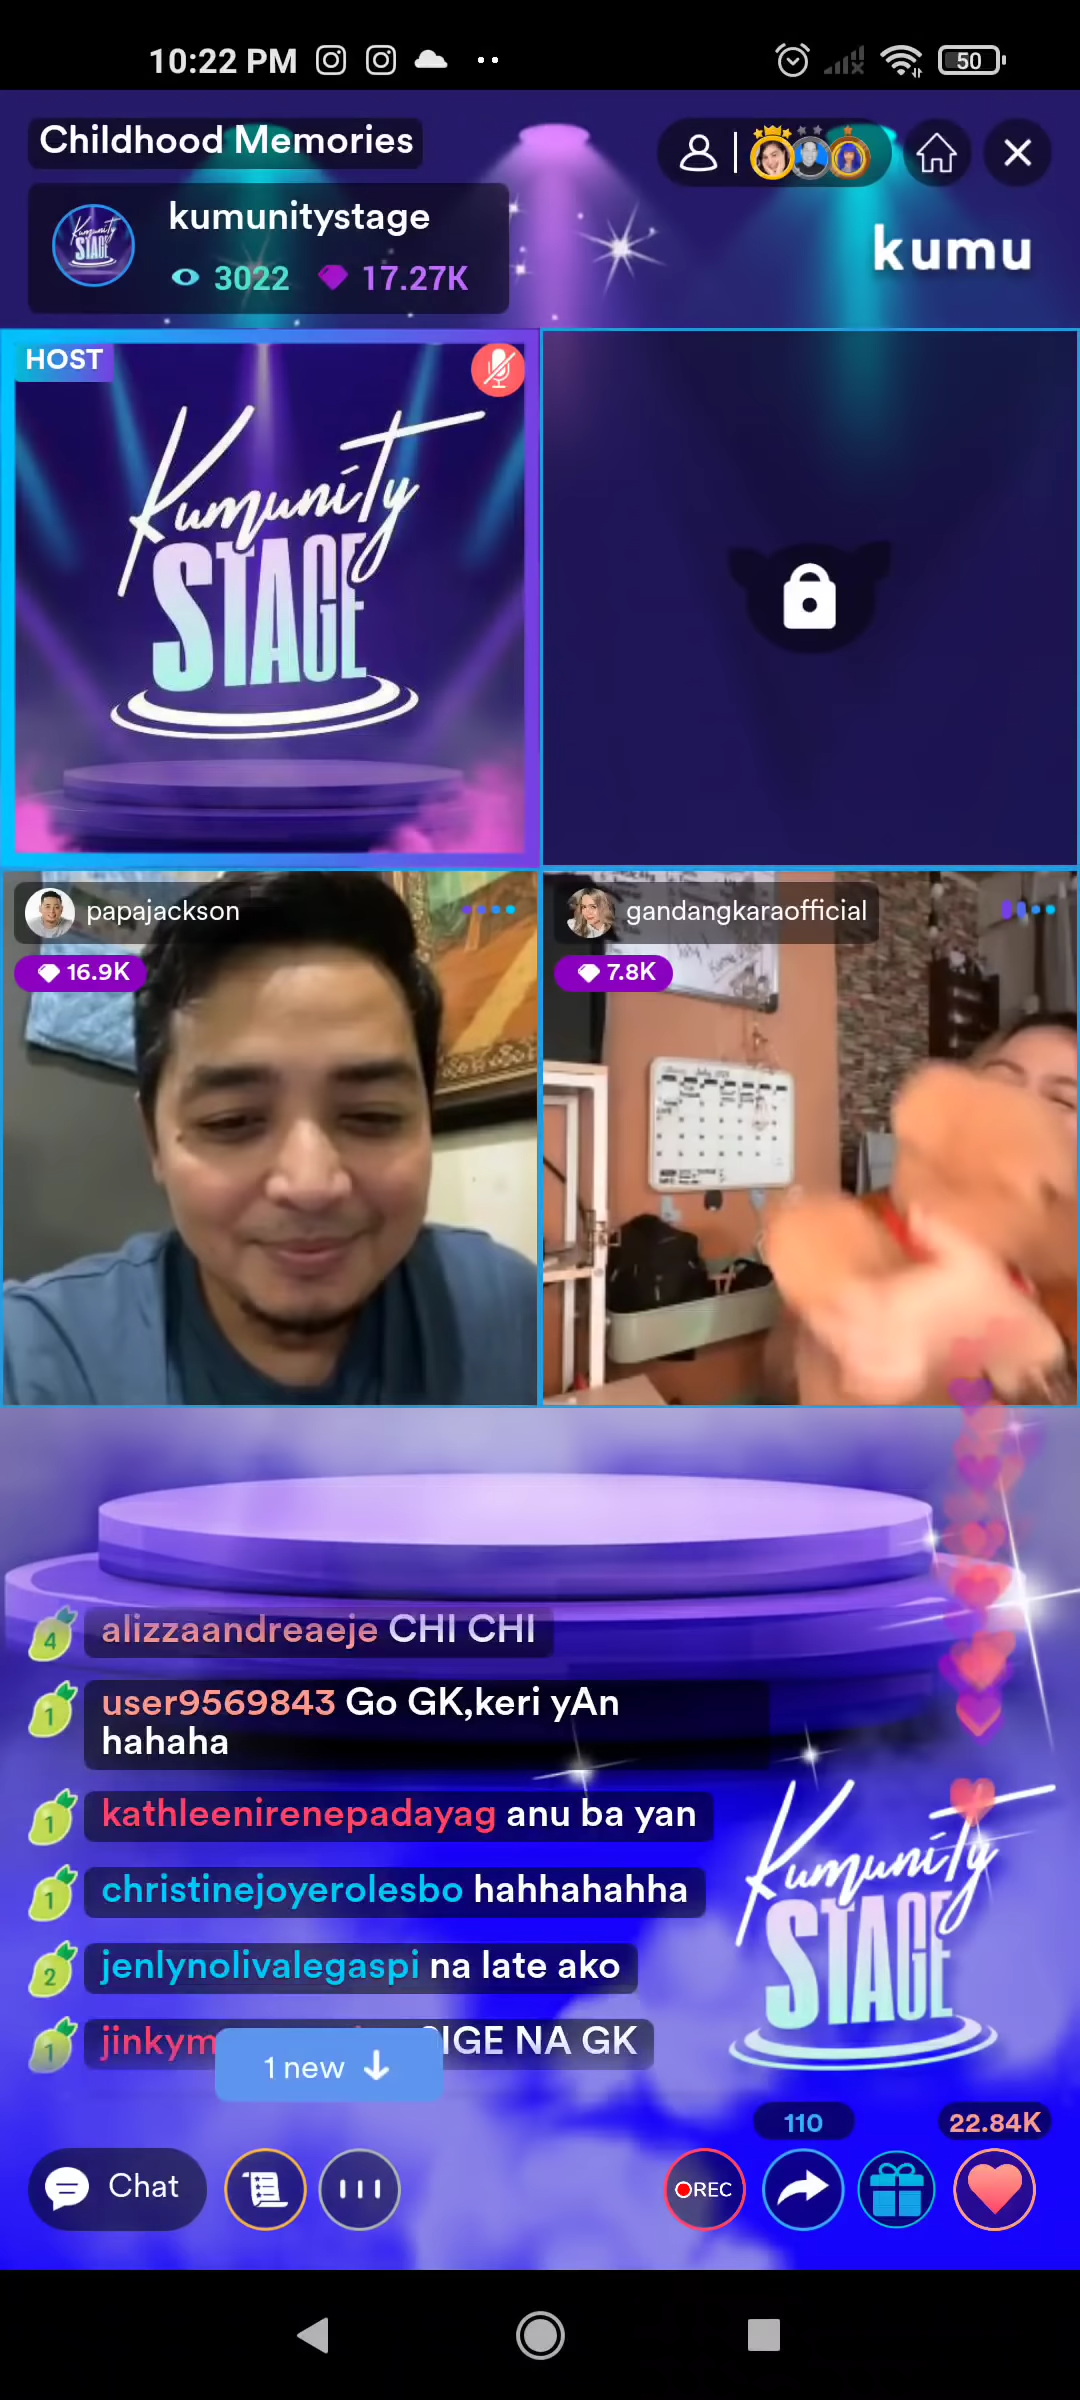 10:22 PM
50
Childhood Memories
kumunitystage
3022 17.27K
kumu
HOST
Kumunity
STAGE
papajackson
16.9K
gandangkaraofficial
7.8K
4 alizzaandreaeje CHI CHI
1 user9569843 Go GK,keri yAn
hahaha
1 kathleenirenepadayag anu ba yan
1 christinejoyerolesbo hahhahahha
2 jenlynolivalegaspi na late ako
1 NA GK
1 new
Kumunity
STAGE
110
22.84K
Chat
REC